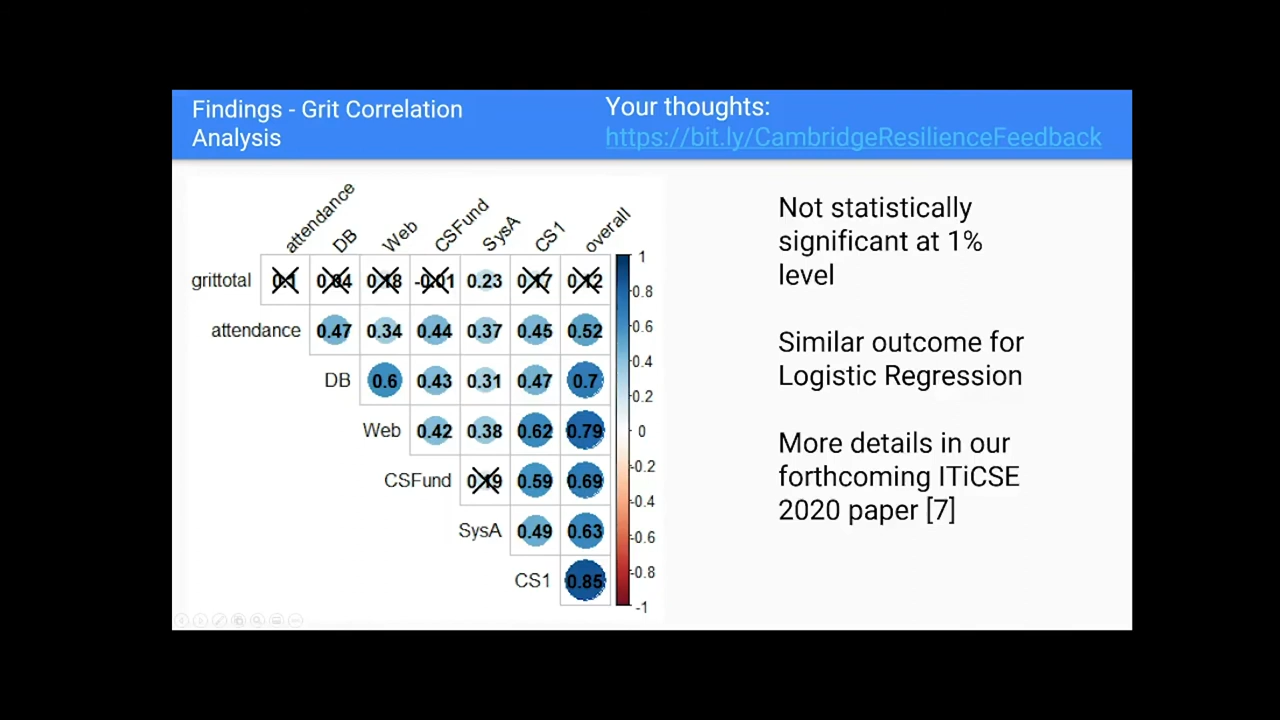 Findings - Grit Correlation
Analysis
Your thoughts:
https://bit.ly/CambridgeResilienceFeedback
attendance
DB
Web
CSFund
SysA
CS1
overall
grittotal 0.1 0.04 0.18 -0.01 0.23 0.17 0.12
attendance 0.47 0.34 0.44 0.37 0.45 0.52
DB 0.6 0.43 0.31 0.47 0.7
Web 0.42 0.38 0.62 0.79
CSFund 0.19 0.59 0.69
SysA 0.49 0.63
CS1 0.85
1
0.8
0.6
0.4
0.2
0
-0.2
-0.4
-0.6
-0.8
-1
Not statistically
significant at 1%
level
Similar outcome for
Logistic Regression
More details in our
forthcoming ITiCSE
2020 paper [7]